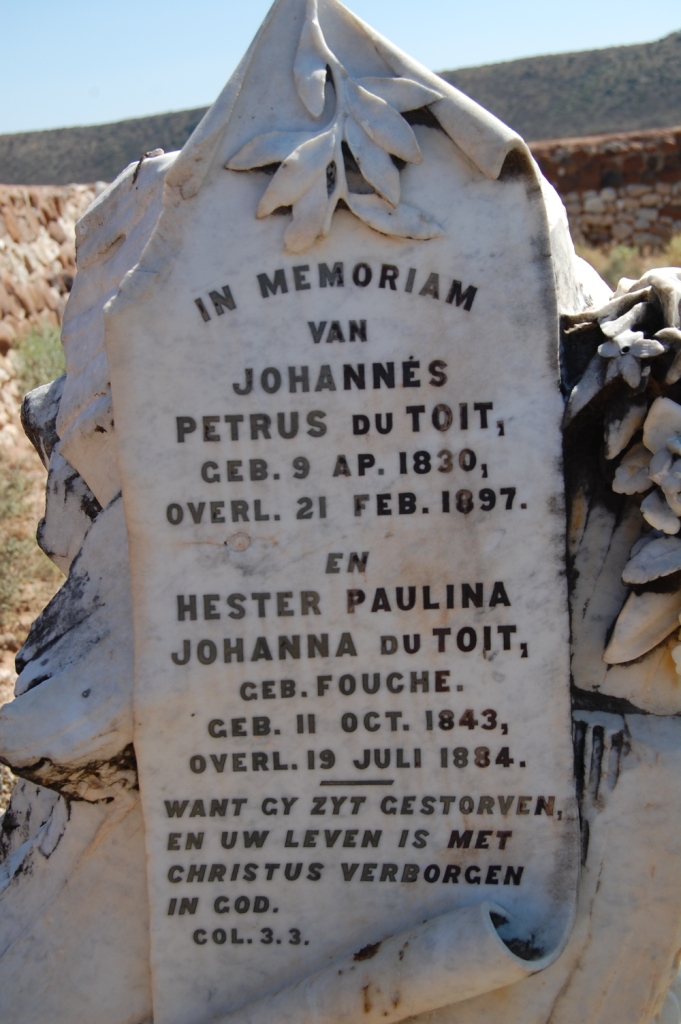 IN MEMORIAM
VAN
JOHANNÉS
PETRUS DU TOIT,
GEB. 9 AP. 1830,
OVERL. 21 FEB. 1897.
EN
HESTER PAULINA
JOHANNA DU TOIT,
GEB. FOUCHE.
GEB. 11 OCT. 1843,
OVERL. 19 JULI 1884.
WANT GY ZYT GESTORVEN,
EN UW LEVEN IS MET
CHRISTUS VERBORGEN
IN GOD.
COL. 3. 3.